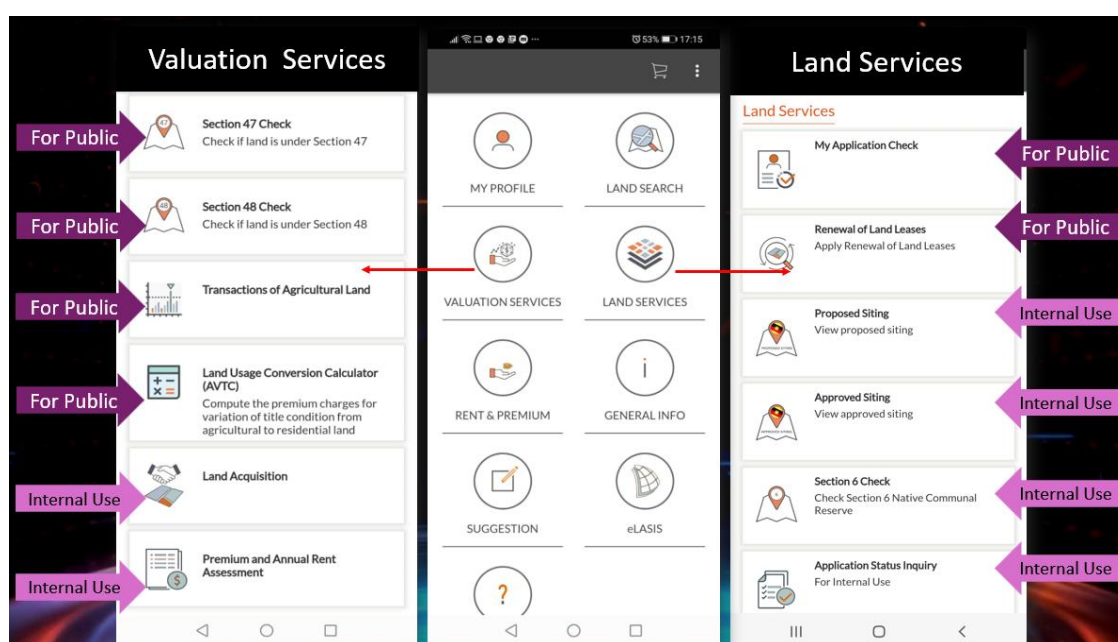 Valuation Services
For Public
47
Section 47 Check
Check if land is under Section 47
For Public
48
Section 48 Check
Check if land is under Section 48
For Public
Transactions of Agricultural Land
For Public
Land Usage Conversion Calculator
(AVTC)
Compute the premium charges for
variation of title condition from
agricultural to residential land
Internal Use
Land Acquisition
Internal Use
Premium and Annual Rent
Assessment
53% 17:15
MY PROFILE
LAND SEARCH
VALUATION SERVICES
LAND SERVICES
RENT & PREMIUM
GENERAL INFO
SUGGESTION
eLASIS
Land Services
Land Services
My Application Check
For Public
Renewal of Land Leases
Apply Renewal of Land Leases
For Public
Proposed Siting
View proposed siting
Internal Use
Approved Siting
View approved siting
Internal Use
Section 6 Check
Check Section 6 Native Communal
Reserve
Internal Use
Application Status Inquiry
For Internal Use
Internal Use